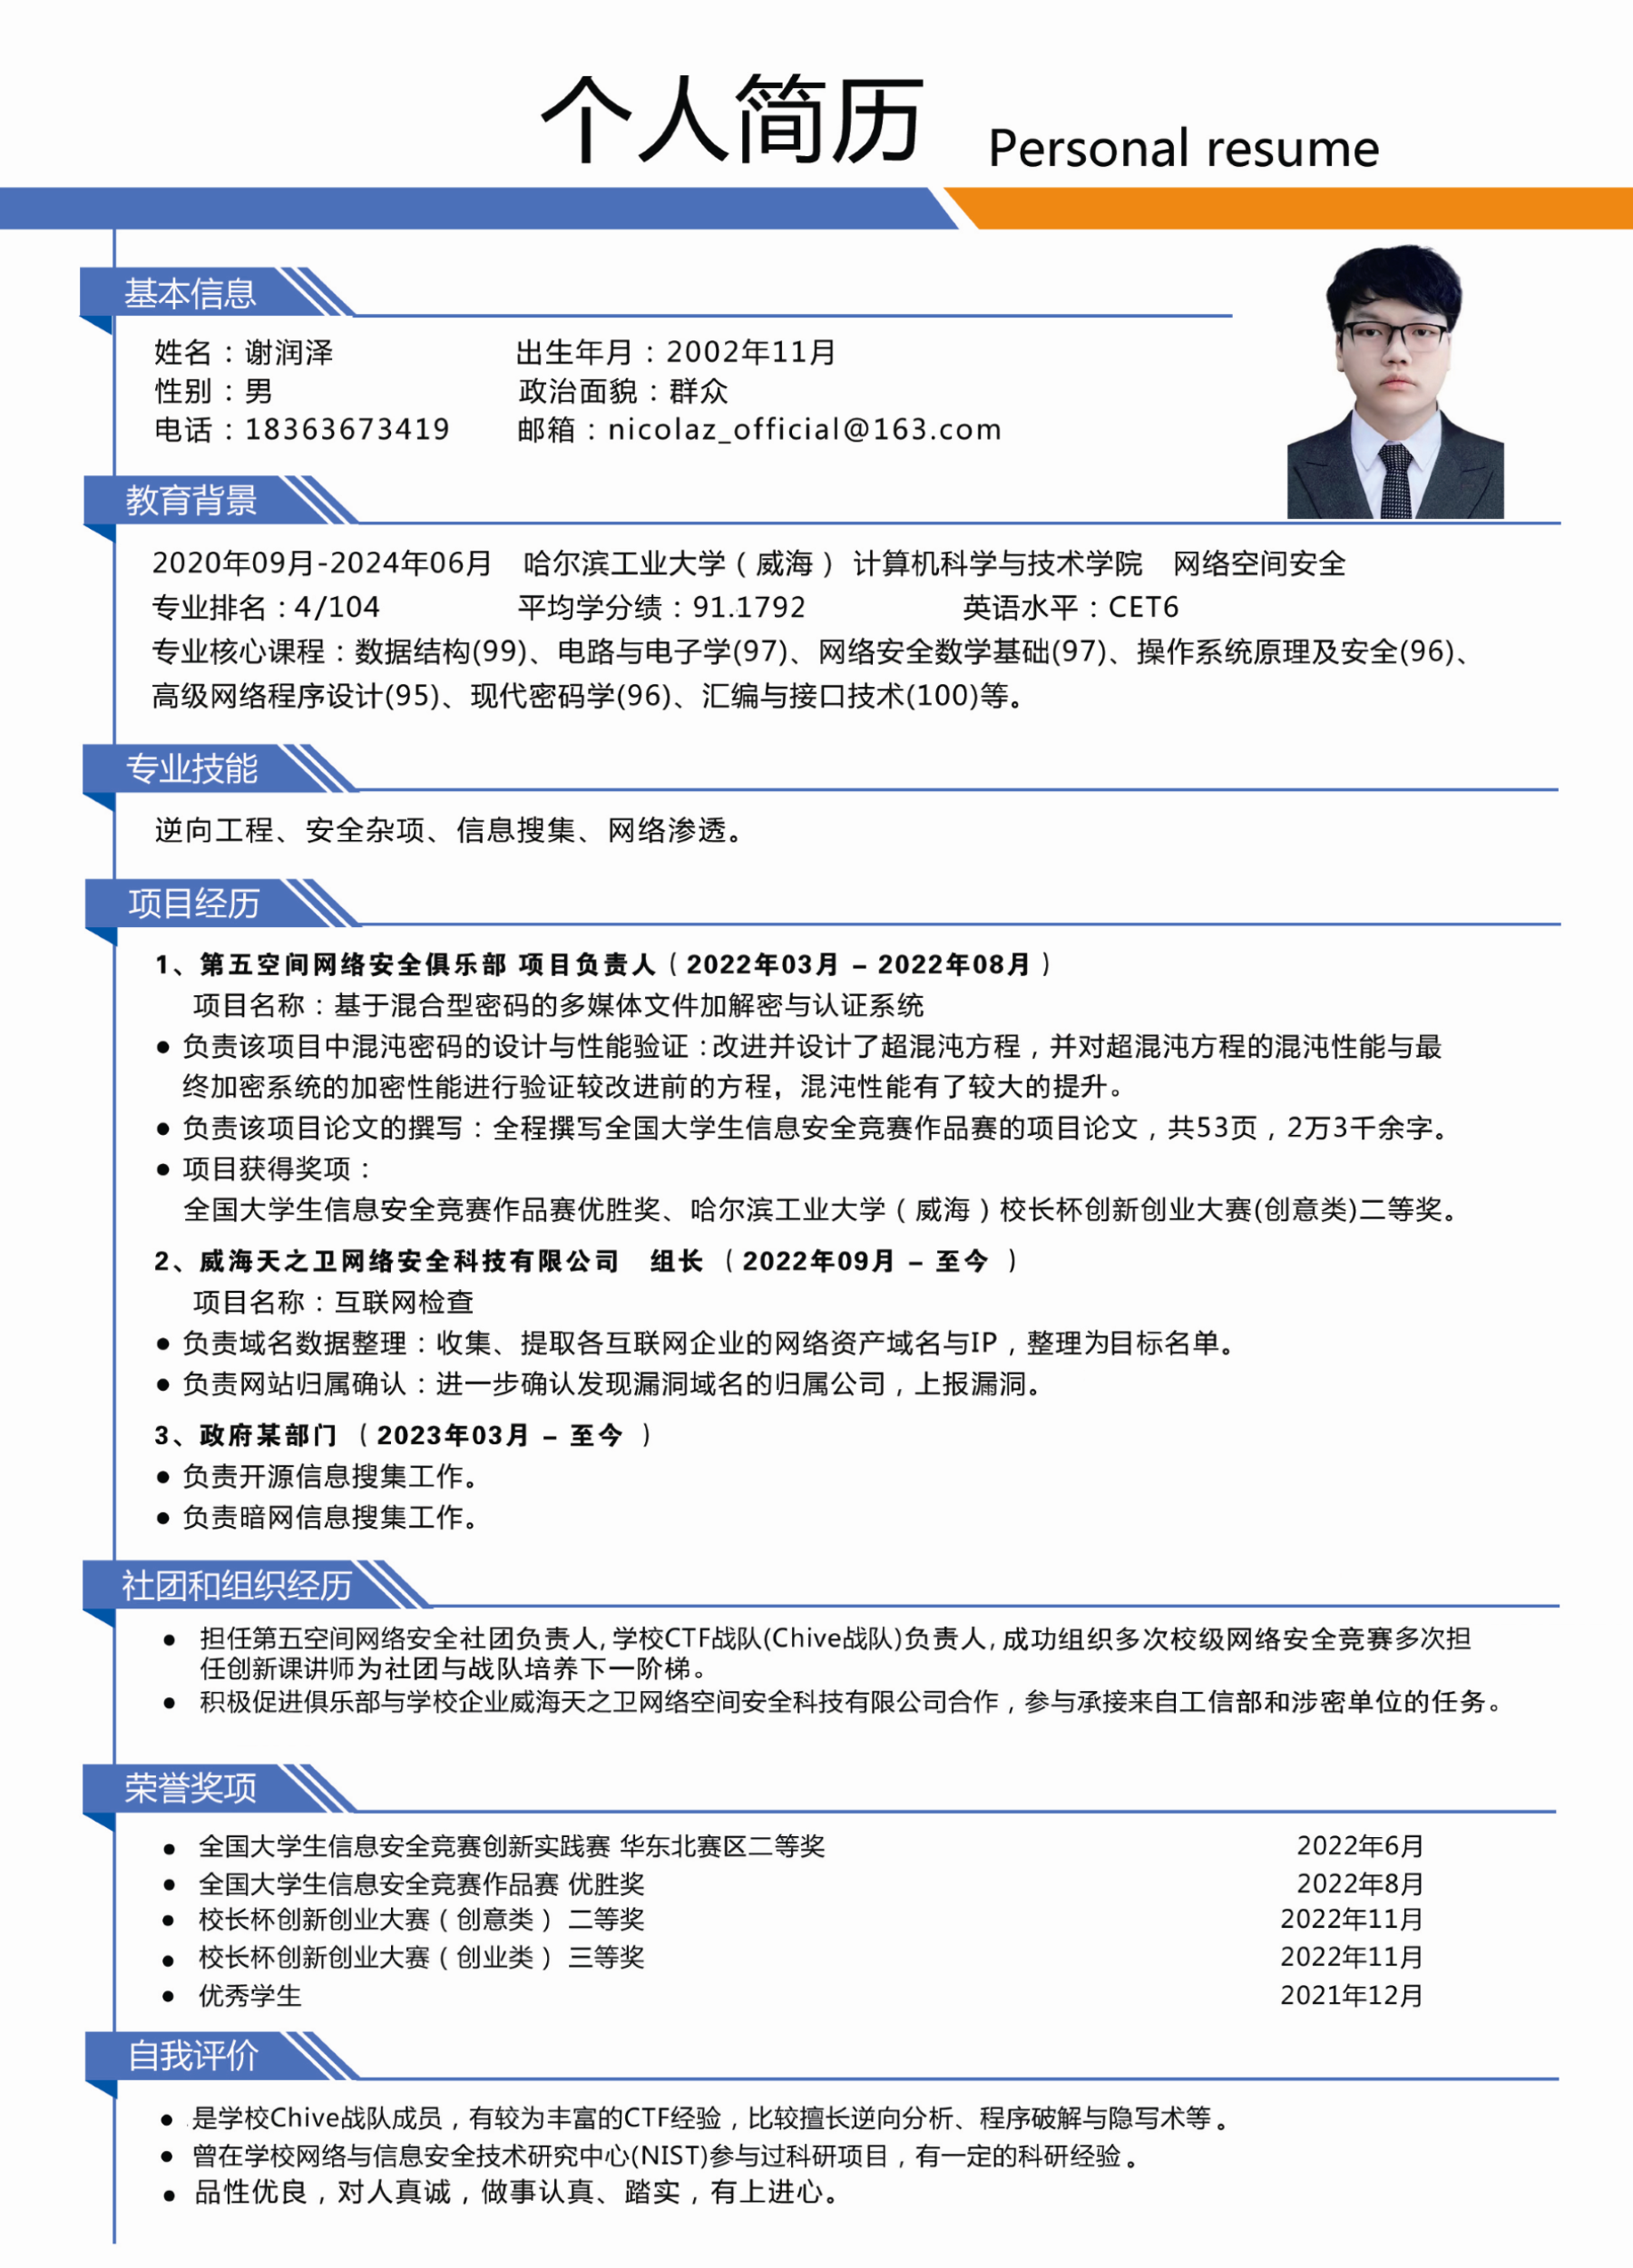 个人简历 Personal resume
基本信息
姓名：谢润泽 出生年月：2002年11月
性别：男 政治面貌：群众
电话：18363673419 邮箱：nicolaz_official@163.com
教育背景
2020年09月-2024年06月 哈尔滨工业大学（威海） 计算机科学与技术学院 网络空间安全
专业排名：4/104 平均学分绩：91.1792 英语水平：CET6
专业核心课程：数据结构(99)、电路与电子学(97)、网络安全数学基础(97)、操作系统原理及安全(96)、
高级网络程序设计(95)、现代密码学(96)、汇编与接口技术(100)等。
专业技能
逆向工程、安全杂项、信息搜集、网络渗透。
项目经历
1、第五空间网络安全俱乐部 项目负责人（2022年03月 – 2022年08月）
项目名称：基于混合型密码的多媒体文件加解密与认证系统
● 负责该项目中混沌密码的设计与性能验证：改进并设计了超混沌方程，并对超混沌方程的混沌性能与最
终加密系统的加密性能进行验证较改进前的方程，混沌性能有了较大的提升。
● 负责该项目论文的撰写：全程撰写全国大学生信息安全竞赛作品赛的项目论文，共53页，2万3千余字。
● 项目获得奖项：
全国大学生信息安全竞赛作品赛优胜奖、哈尔滨工业大学（威海）校长杯创新创业大赛(创意类)二等奖。
2、威海天之卫网络安全科技有限公司 组长 （2022年09月 – 至今 ）
项目名称：互联网检查
● 负责域名数据整理：收集、提取各互联网企业的网络资产域名与IP，整理为目标名单。
● 负责网站归属确认：进一步确认发现漏洞域名的归属公司，上报漏洞。
3、政府某部门 （2023年03月 – 至今 ）
● 负责开源信息搜集工作。
● 负责暗网信息搜集工作。
社团和组织经历
● 担任第五空间网络安全社团负责人,学校CTF战队(Chive战队)负责人,成功组织多次校级网络安全竞赛多次担
任创新课讲师为社团与战队培养下一阶梯。
● 积极促进俱乐部与学校企业威海天之卫网络空间安全科技有限公司合作，参与承接来自工信部和涉密单位的任务。
荣誉奖项
● 全国大学生信息安全竞赛创新实践赛 华东北赛区二等奖 2022年6月
● 全国大学生信息安全竞赛作品赛 优胜奖 2022年8月
● 校长杯创新创业大赛（创意类） 二等奖 2022年11月
● 校长杯创新创业大赛（创业类） 三等奖 2022年11月
● 优秀学生 2021年12月
自我评价
● 是学校Chive战队成员，有较为丰富的CTF经验，比较擅长逆向分析、程序破解与隐写术等。
● 曾在学校网络与信息安全技术研究中心(NIST)参与过科研项目，有一定的科研经验。
● 品性优良，对人真诚，做事认真、踏实，有上进心。